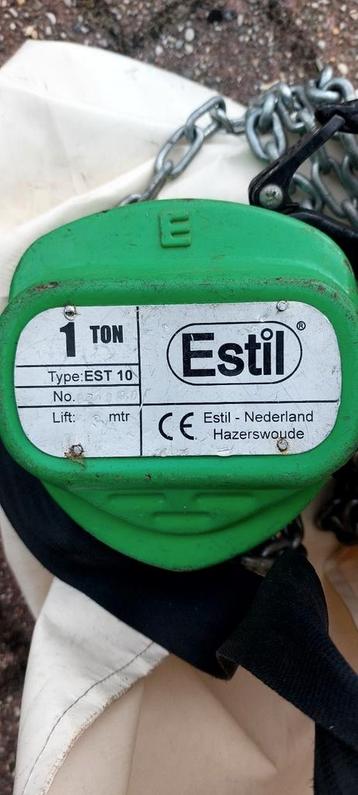 E
1 TON
Type: EST 10
No.
Lift: mtr
Estil®
CE Estil - Nederland
Hazerswoude